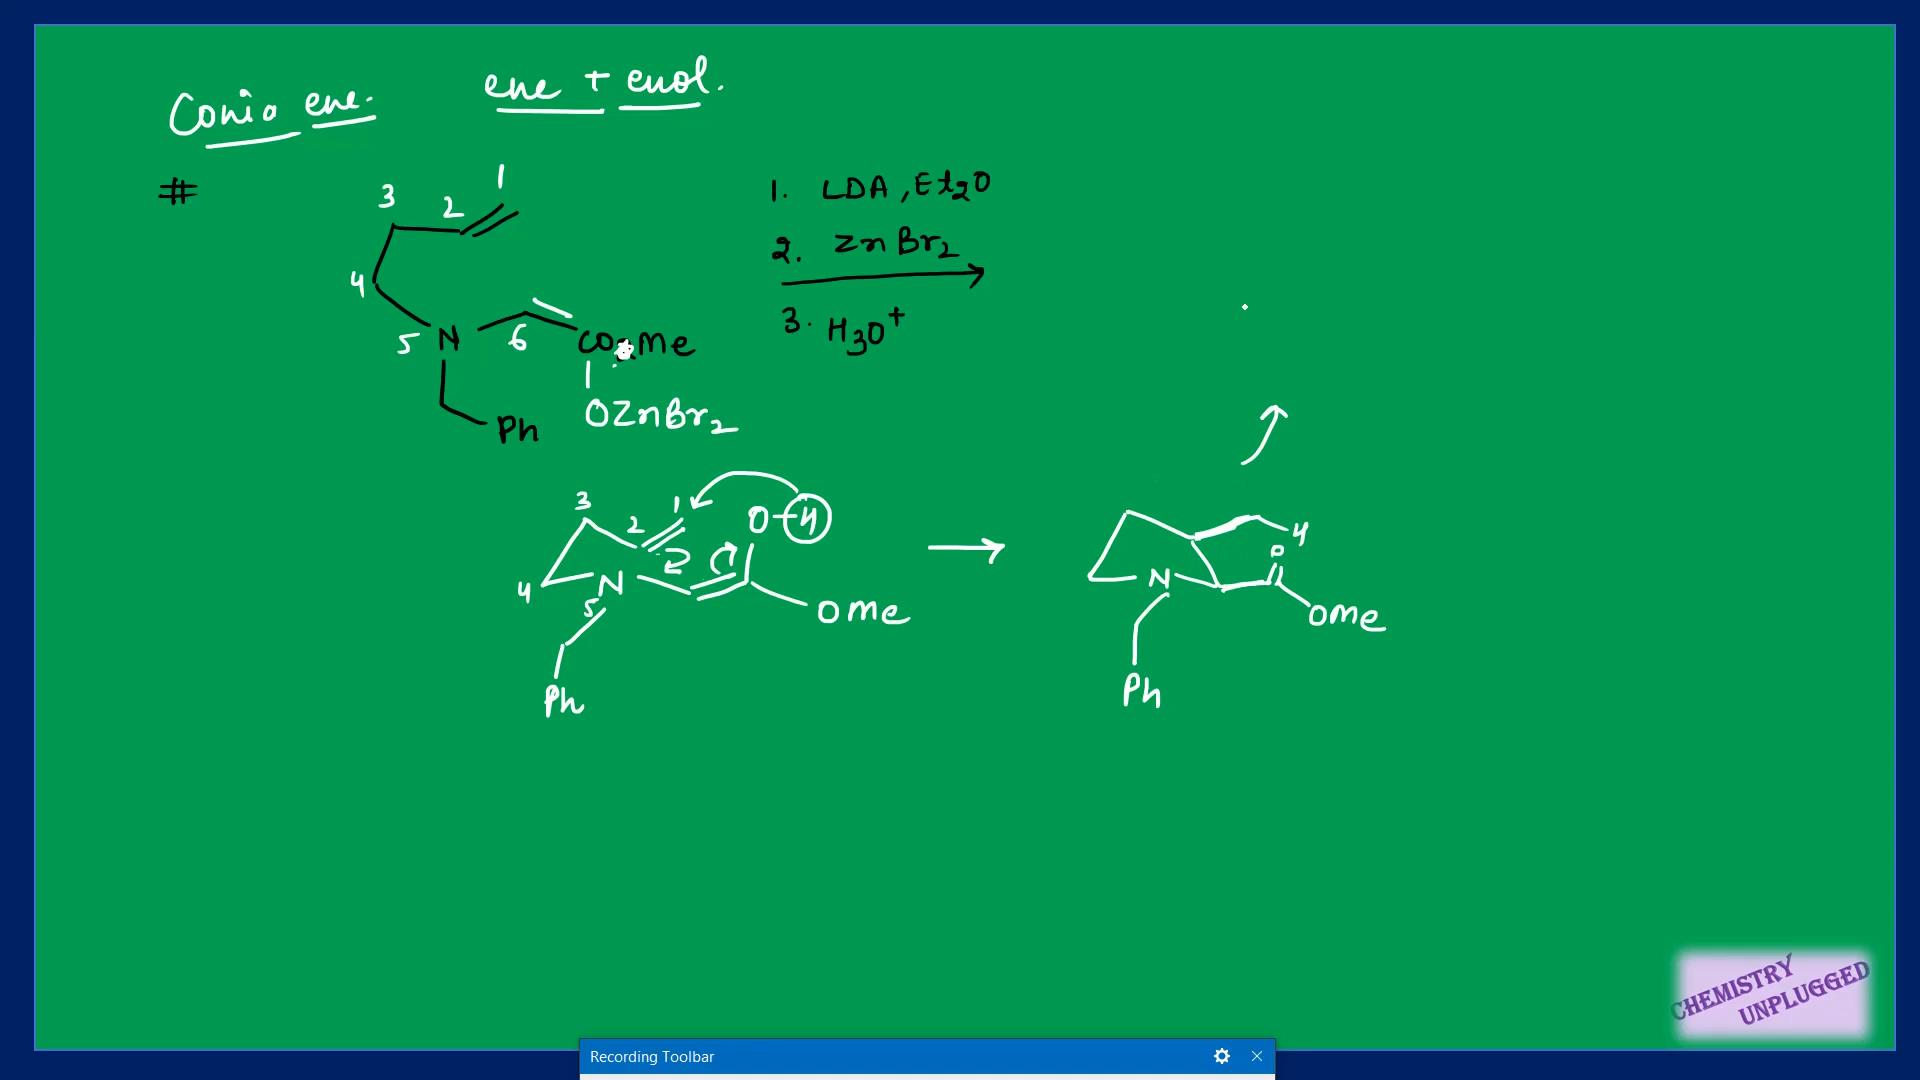 Conia ene.
ene + enol.
#
3 2 1
4
5 N 6 CO2Me
OZnBr2
Ph
1. LDA, Et2O
2. ZnBr2
3. H3O+
3 2 1 O-H
4 N
5
OMe
Ph
H
O
N
OMe
Ph
CHEMISTRY
UNPLUGGED
Recording Toolbar